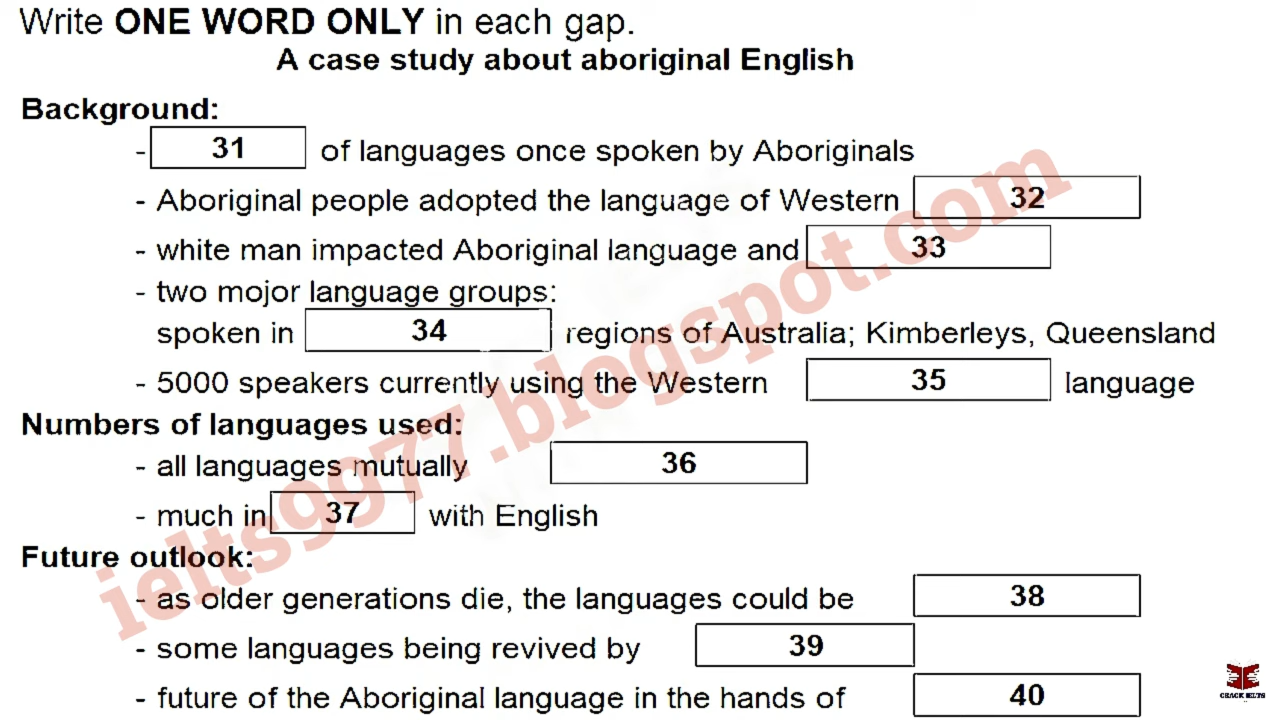 Write ONE WORD ONLY in each gap.
A case study about aboriginal English
Background:
- 31 of languages once spoken by Aboriginals
- Aboriginal people adopted the language of Western 32
- white man impacted Aboriginal language and 33
- two mojor language groups:
spoken in 34 regions of Australia; Kimberleys, Queensland
- 5000 speakers currently using the Western 35 language
Numbers of languages used:
- all languages mutually 36
- much in 37 with English
Future outlook:
- as older generations die, the languages could be 38
- some languages being revived by 39
- future of the Aboriginal language in the hands of 40
ielts9977.blogspot.com
CRACK IELTS